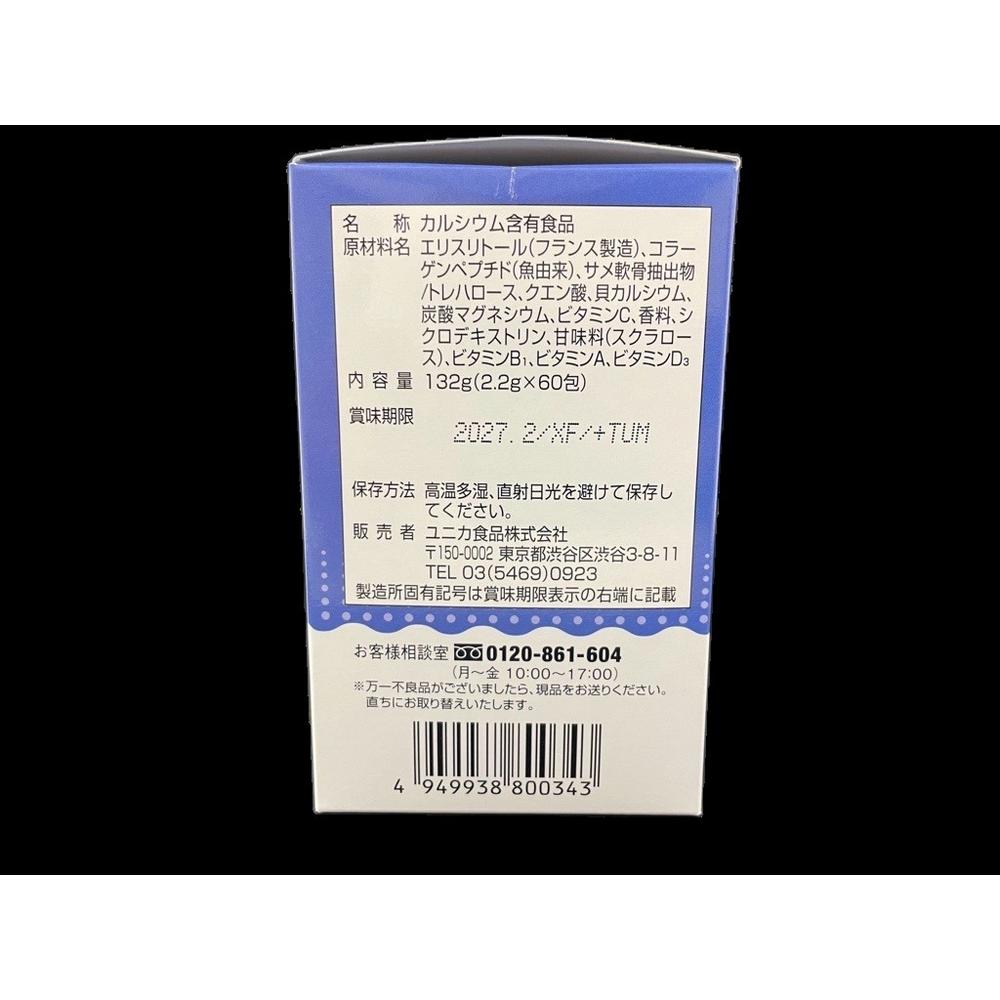 名称 カルシウム含有食品
原材料名 エリスリトール(フランス製造)、コラー
ゲンペプチド(魚由来)、サメ軟骨抽出物
/トレハロース、クエン酸、貝カルシウム、
炭酸マグネシウム、ビタミンC、香料、シ
クロデキストリン、甘味料(スクラロー
ス)、ビタミンB₁、ビタミンA、ビタミンD₃
内容量 132g(2.2g×60包)
賞味期限
2027. 2/XF/+TUM
保存方法 高温多湿、直射日光を避けて保存し
てください。
販売者 ユニカ食品株式会社
〒150-0002 東京都渋谷区渋谷3-8-11
TEL 03(5469)0923
製造所固有記号は賞味期限表示の右端に記載
お客様相談室 0120-861-604
(月〜金 10:00〜17:00)
※万一不良品がございましたら、現品をお送りください。
直ちにお取り替えいたします。
4 949938 800343